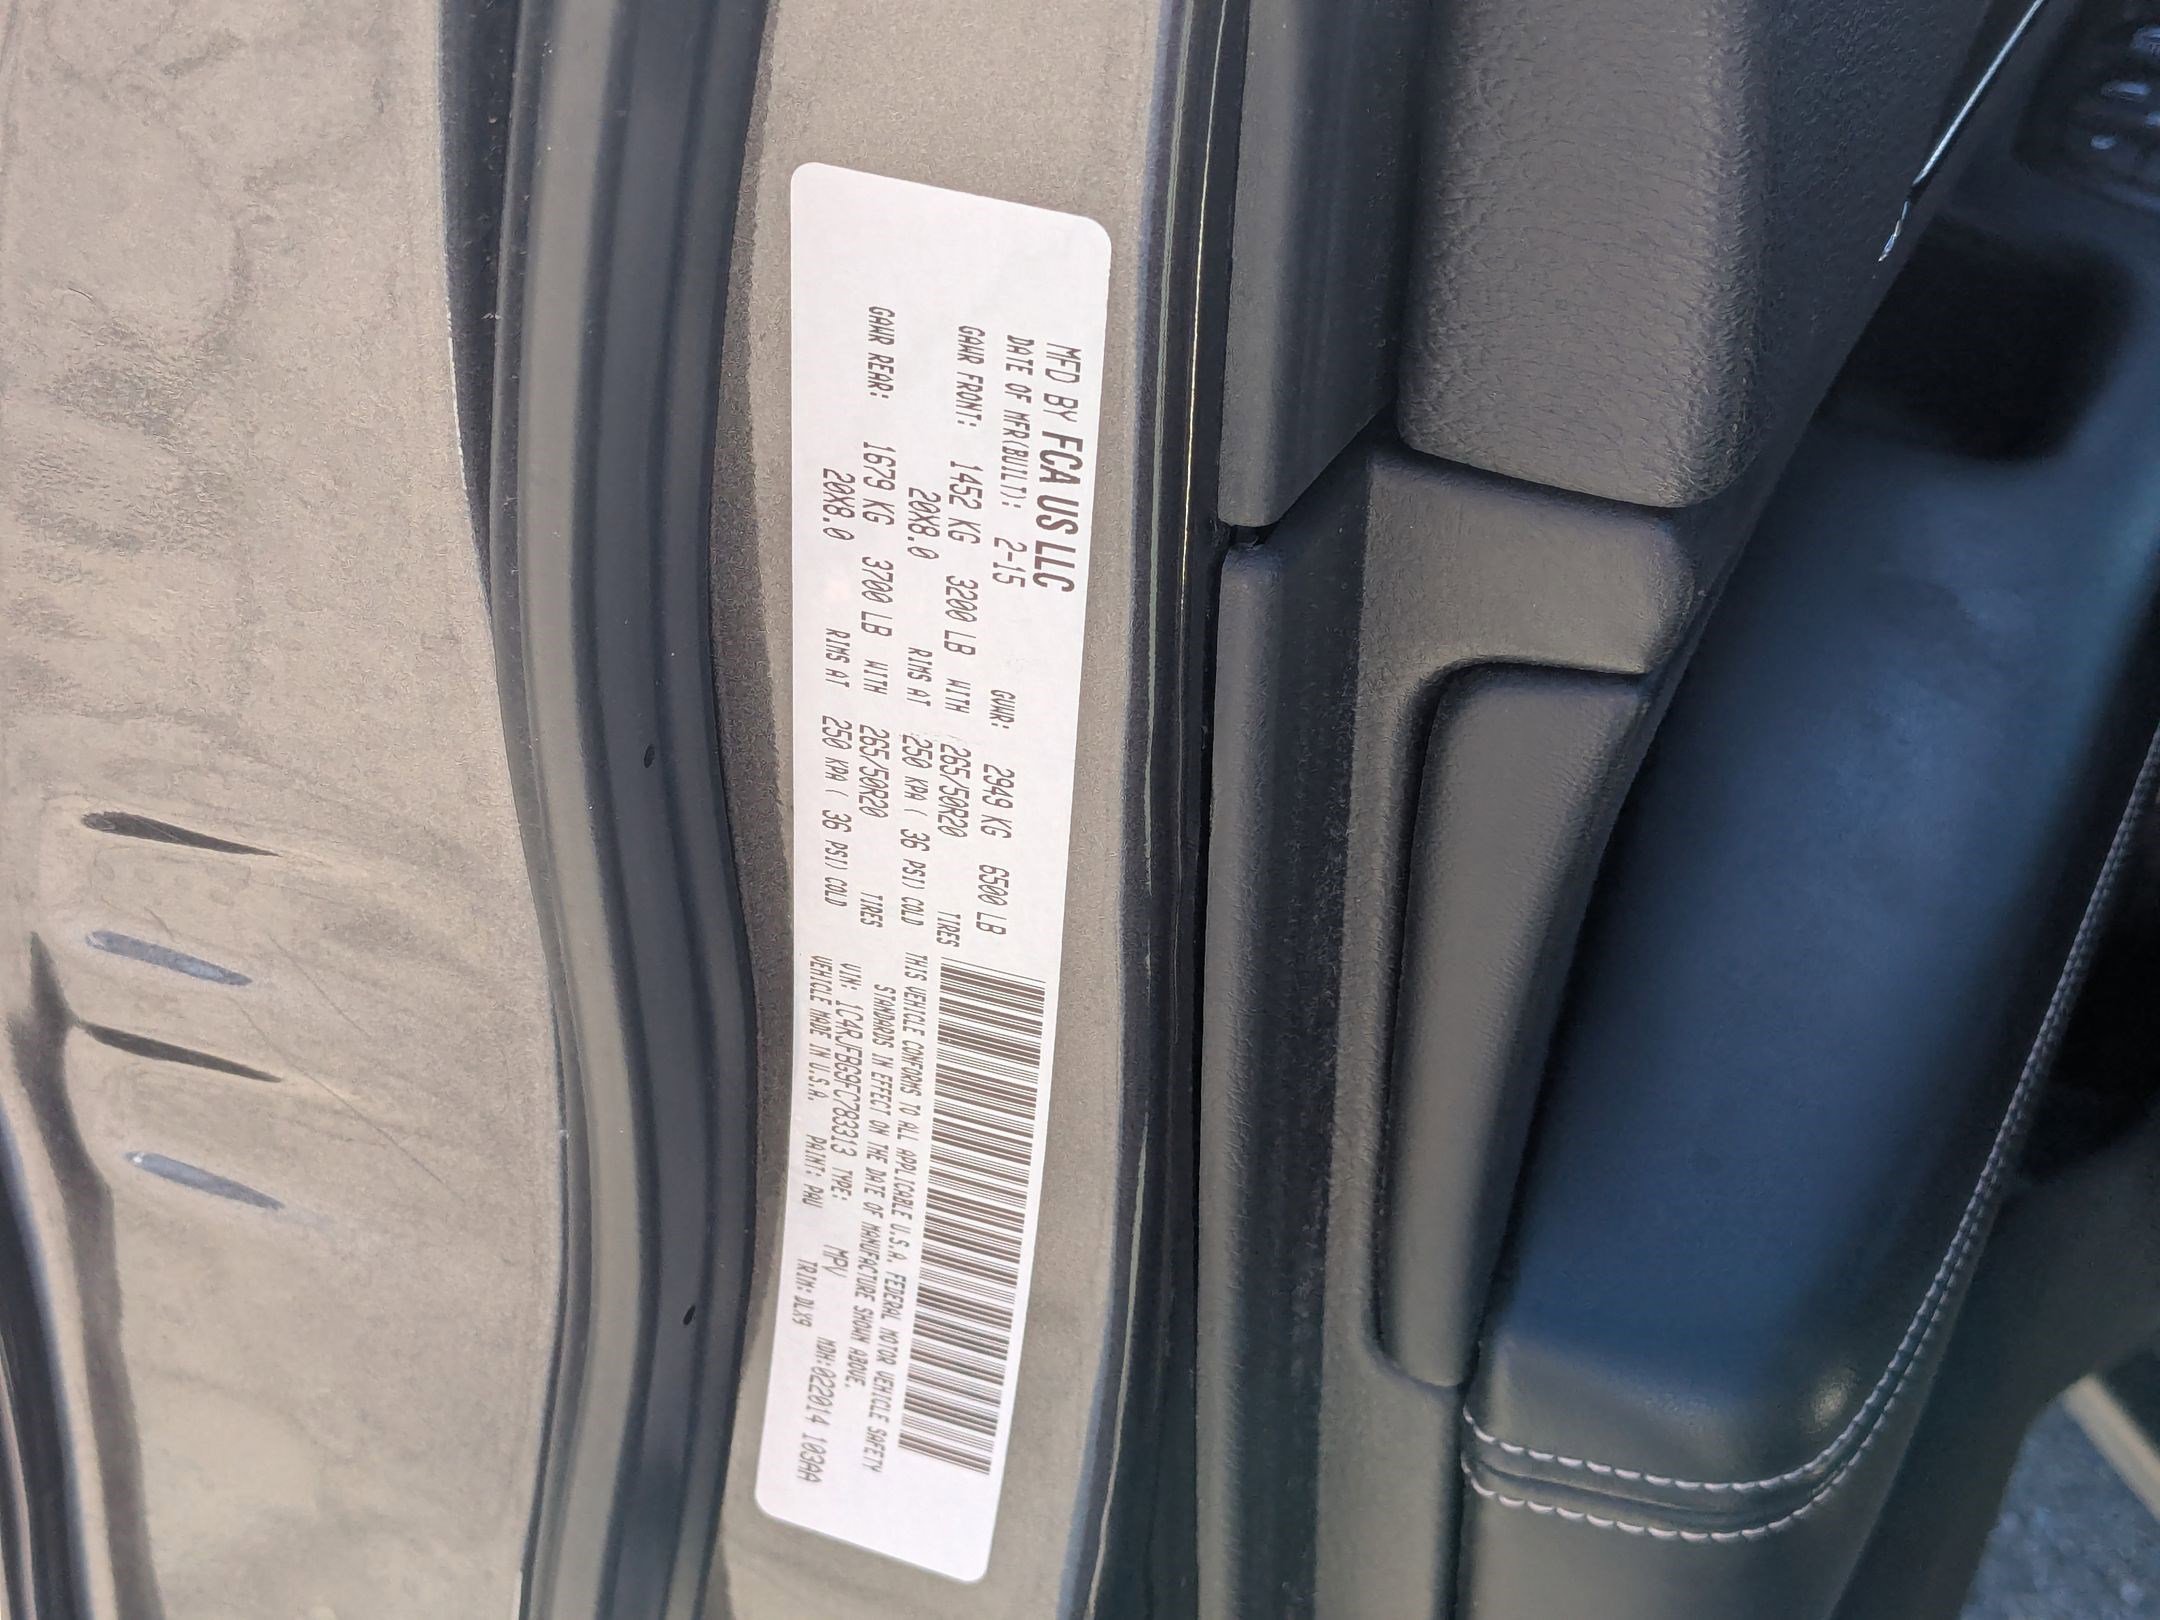 MFD BY FCA US LLC
DATE OF MFR(BUILT): 2-15 GVWR: 2949 KG 6500 LB
GAWR FRONT: 1452 KG 3200 LB WITH 265/50R20 TIRES
20X8.0 RIMS AT 250 KPA ( 36 PSI) COLD
GAWR REAR: 1679 KG 3700 LB WITH 265/50R20 TIRES
20X8.0 RIMS AT 250 KPA ( 36 PSI) COLD
THIS VEHICLE CONFORMS TO ALL APPLICABLE U.S.A. FEDERAL MOTOR VEHICLE SAFETY
STANDARDS IN EFFECT ON THE DATE OF MANUFACTURE SHOWN ABOVE.
VIN: 1C4RJFBG9FC783313 TYPE: MPV MDH:022014 103AA
VEHICLE MADE IN U.S.A. PAINT: PAU TRIM: DLX9